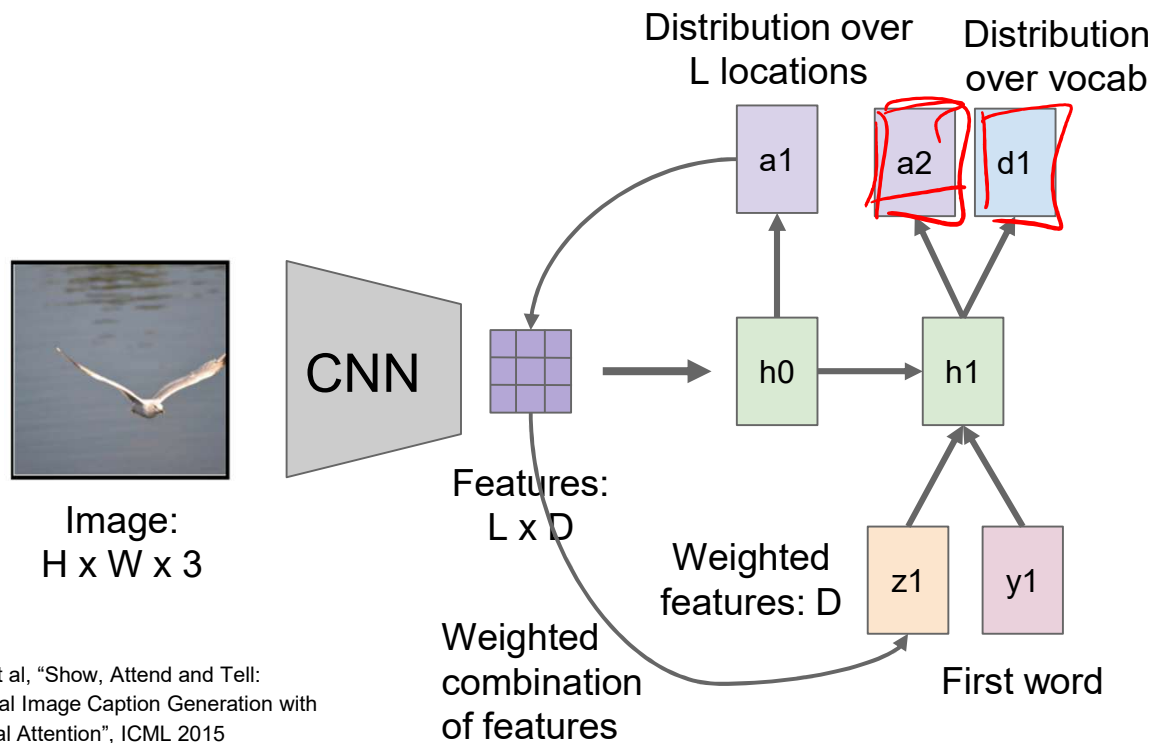 Distribution over
L locations
Distribution
over vocab
a1
a2
d1
CNN
h0
h1
Features:
L x D
Image:
H x W x 3
Weighted
features: D
z1
y1
Weighted
combination
of features
First word
t al, “Show, Attend and Tell:
al Image Caption Generation with
al Attention”, ICML 2015